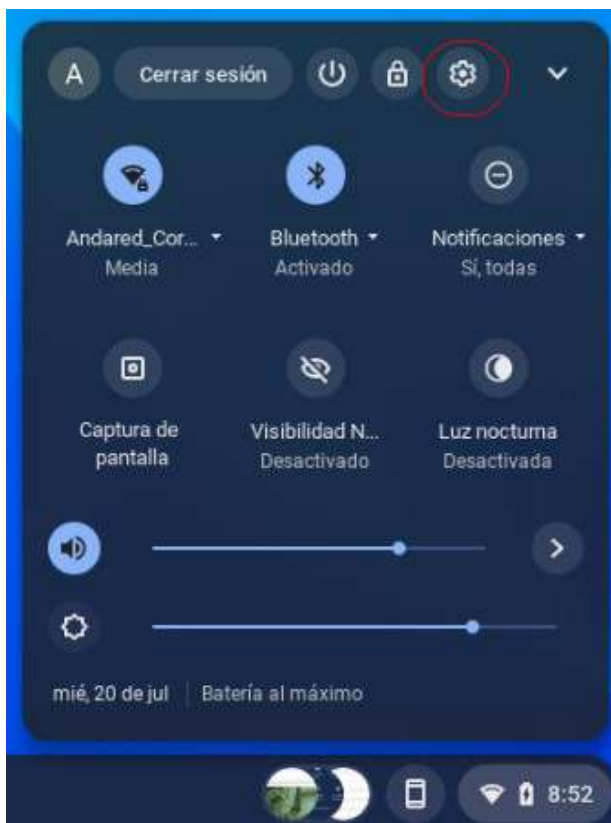 A
Cerrar sesión
Andared_Cor...
Media
Bluetooth
Activado
Notificaciones
Sí, todas
Captura de
pantalla
Visibilidad N...
Desactivado
Luz nocturna
Desactivada
mié, 20 de jul
Batería al máximo
8:52